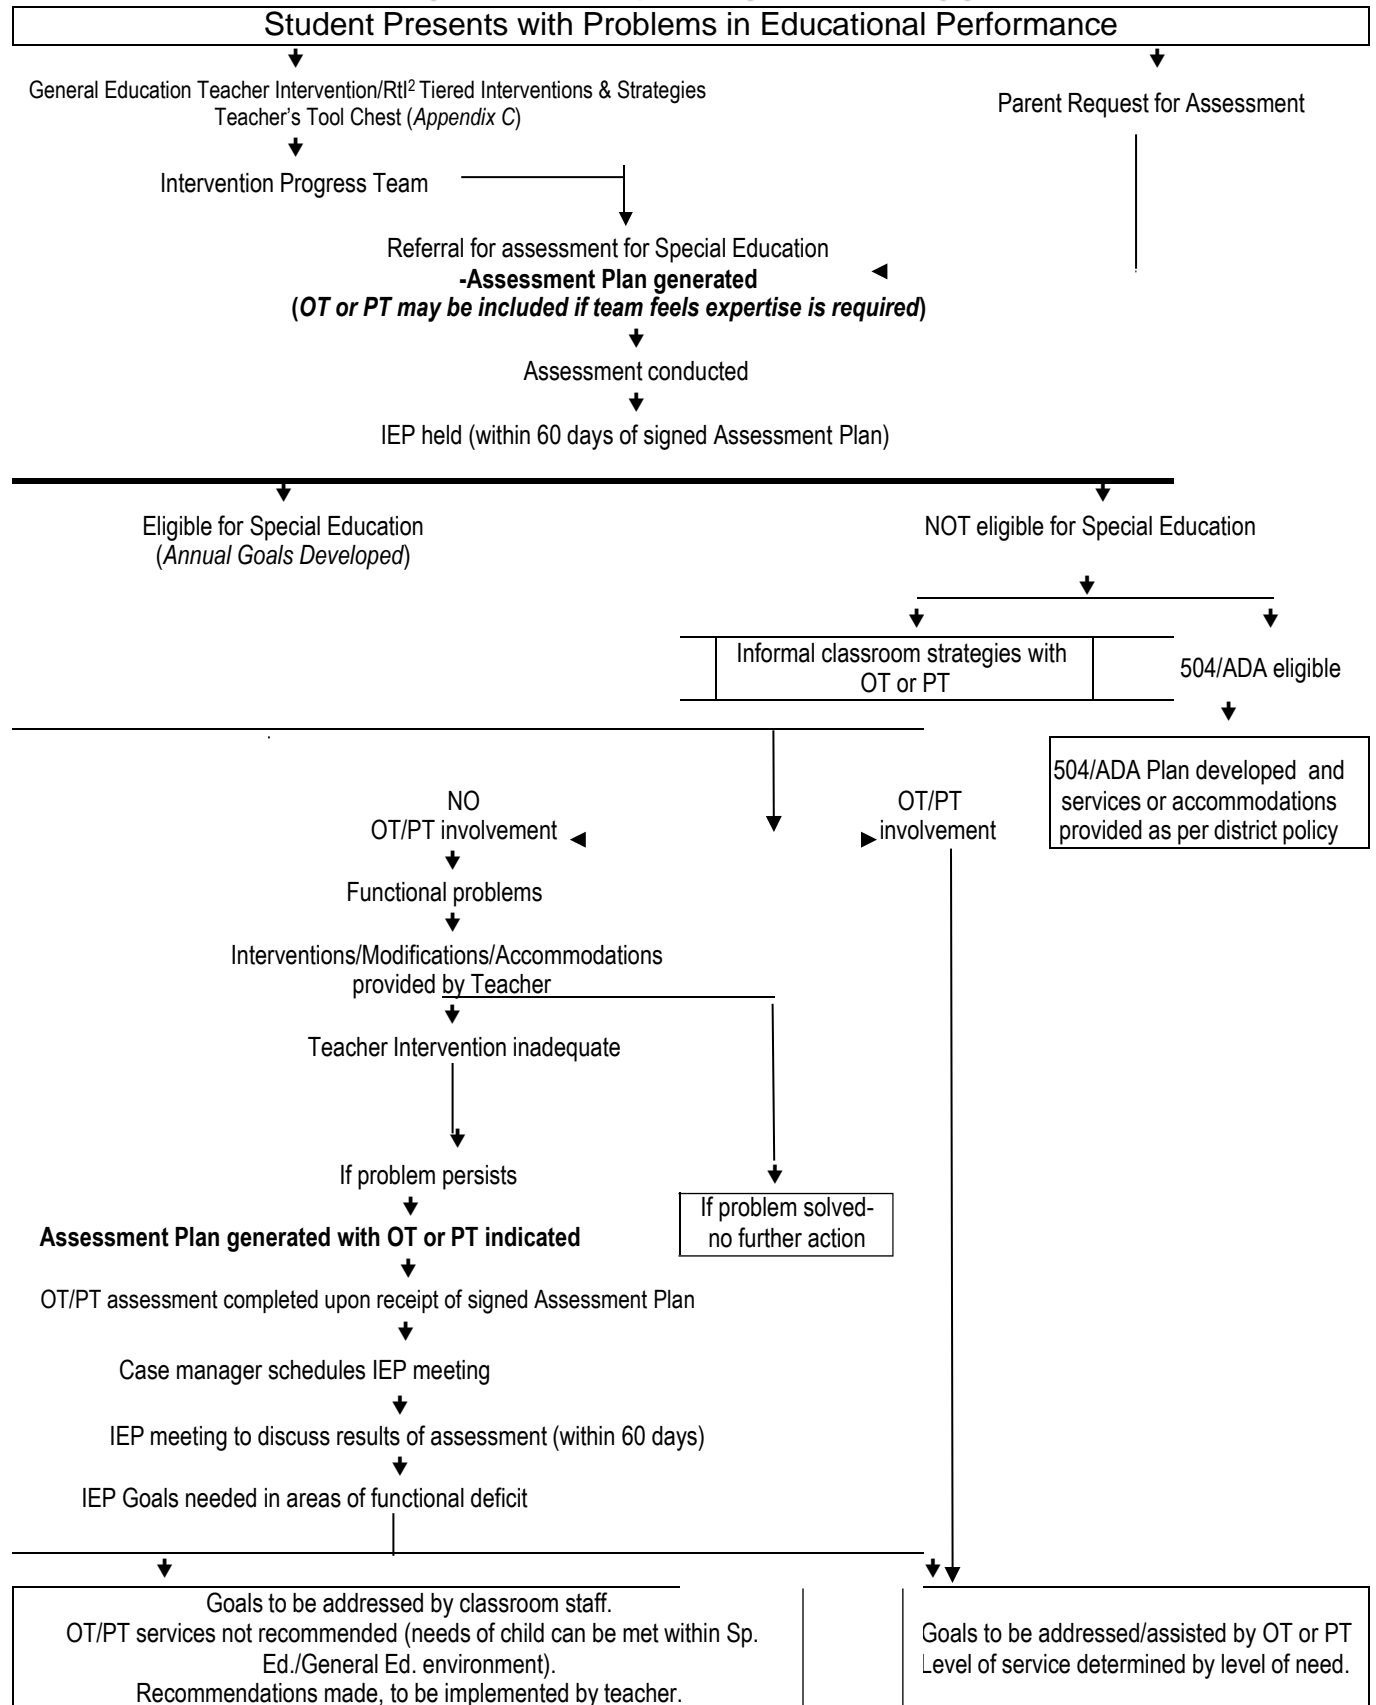 Student Presents with Problems in Educational Performance
General Education Teacher Intervention/RtI² Tiered Interventions & Strategies
Teacher's Tool Chest (Appendix C)
Parent Request for Assessment
Intervention Progress Team
Referral for assessment for Special Education
-Assessment Plan generated
(OT or PT may be included if team feels expertise is required)
Assessment conducted
IEP held (within 60 days of signed Assessment Plan)
Eligible for Special Education
(Annual Goals Developed)
NOT eligible for Special Education
Informal classroom strategies with
OT or PT
504/ADA eligible
504/ADA Plan developed and
services or accommodations
provided as per district policy
NO
OT/PT involvement
OT/PT
involvement
Functional problems
Interventions/Modifications/Accommodations
provided by Teacher
Teacher Intervention inadequate
If problem persists
If problem solved-
no further action
Assessment Plan generated with OT or PT indicated
OT/PT assessment completed upon receipt of signed Assessment Plan
Case manager schedules IEP meeting
IEP meeting to discuss results of assessment (within 60 days)
IEP Goals needed in areas of functional deficit
Goals to be addressed by classroom staff.
OT/PT services not recommended (needs of child can be met within Sp.
Ed./General Ed. environment).
Recommendations made, to be implemented by teacher.
Goals to be addressed/assisted by OT or PT
Level of service determined by level of need.